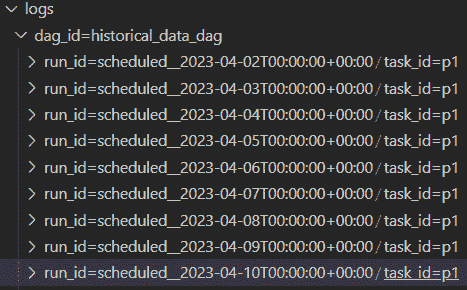 logs
dag_id=historical_data_dag
run_id=scheduled__2023-04-02T00:00:00+00:00/task_id=p1
run_id=scheduled__2023-04-03T00:00:00+00:00/task_id=p1
run_id=scheduled__2023-04-04T00:00:00+00:00/task_id=p1
run_id=scheduled__2023-04-05T00:00:00+00:00/task_id=p1
run_id=scheduled__2023-04-06T00:00:00+00:00/task_id=p1
run_id=scheduled__2023-04-07T00:00:00+00:00/task_id=p1
run_id=scheduled__2023-04-08T00:00:00+00:00/task_id=p1
run_id=scheduled__2023-04-09T00:00:00+00:00/task_id=p1
run_id=scheduled__2023-04-10T00:00:00+00:00/task_id=p1